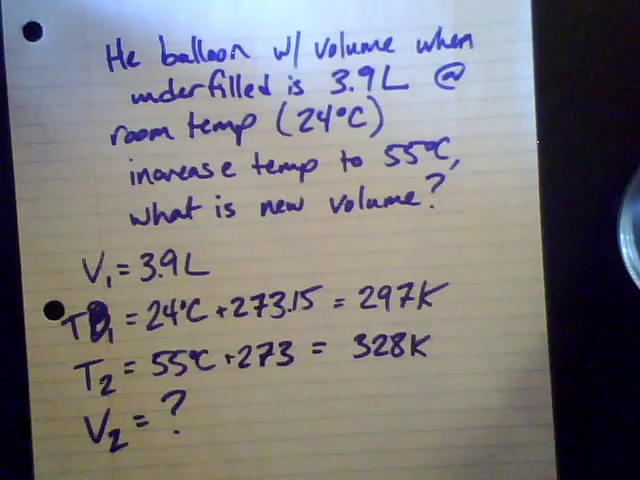 He balloon w/ volume when
underfilled is 3.9L @
room temp (24°C)
increase temp to 55°C,
what is new volume?
V₁ = 3.9L
T₁ = 24°C + 273.15 = 297K
T₂ = 55°C + 273 = 328K
V₂ = ?